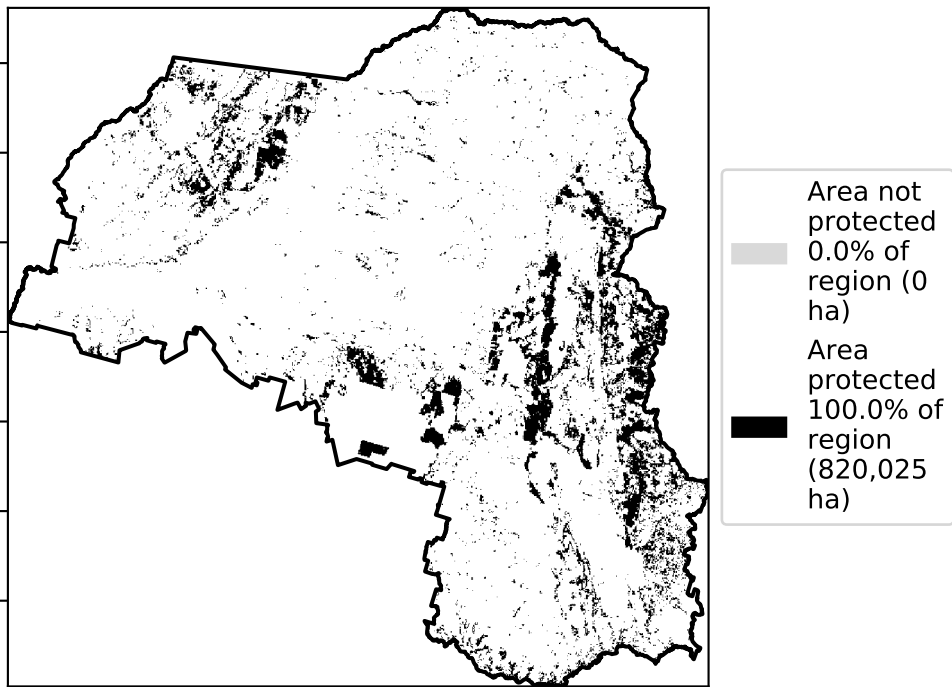 Area not
protected
0.0% of
region (0
ha)
Area
protected
100.0% of
region
(820,025
ha)